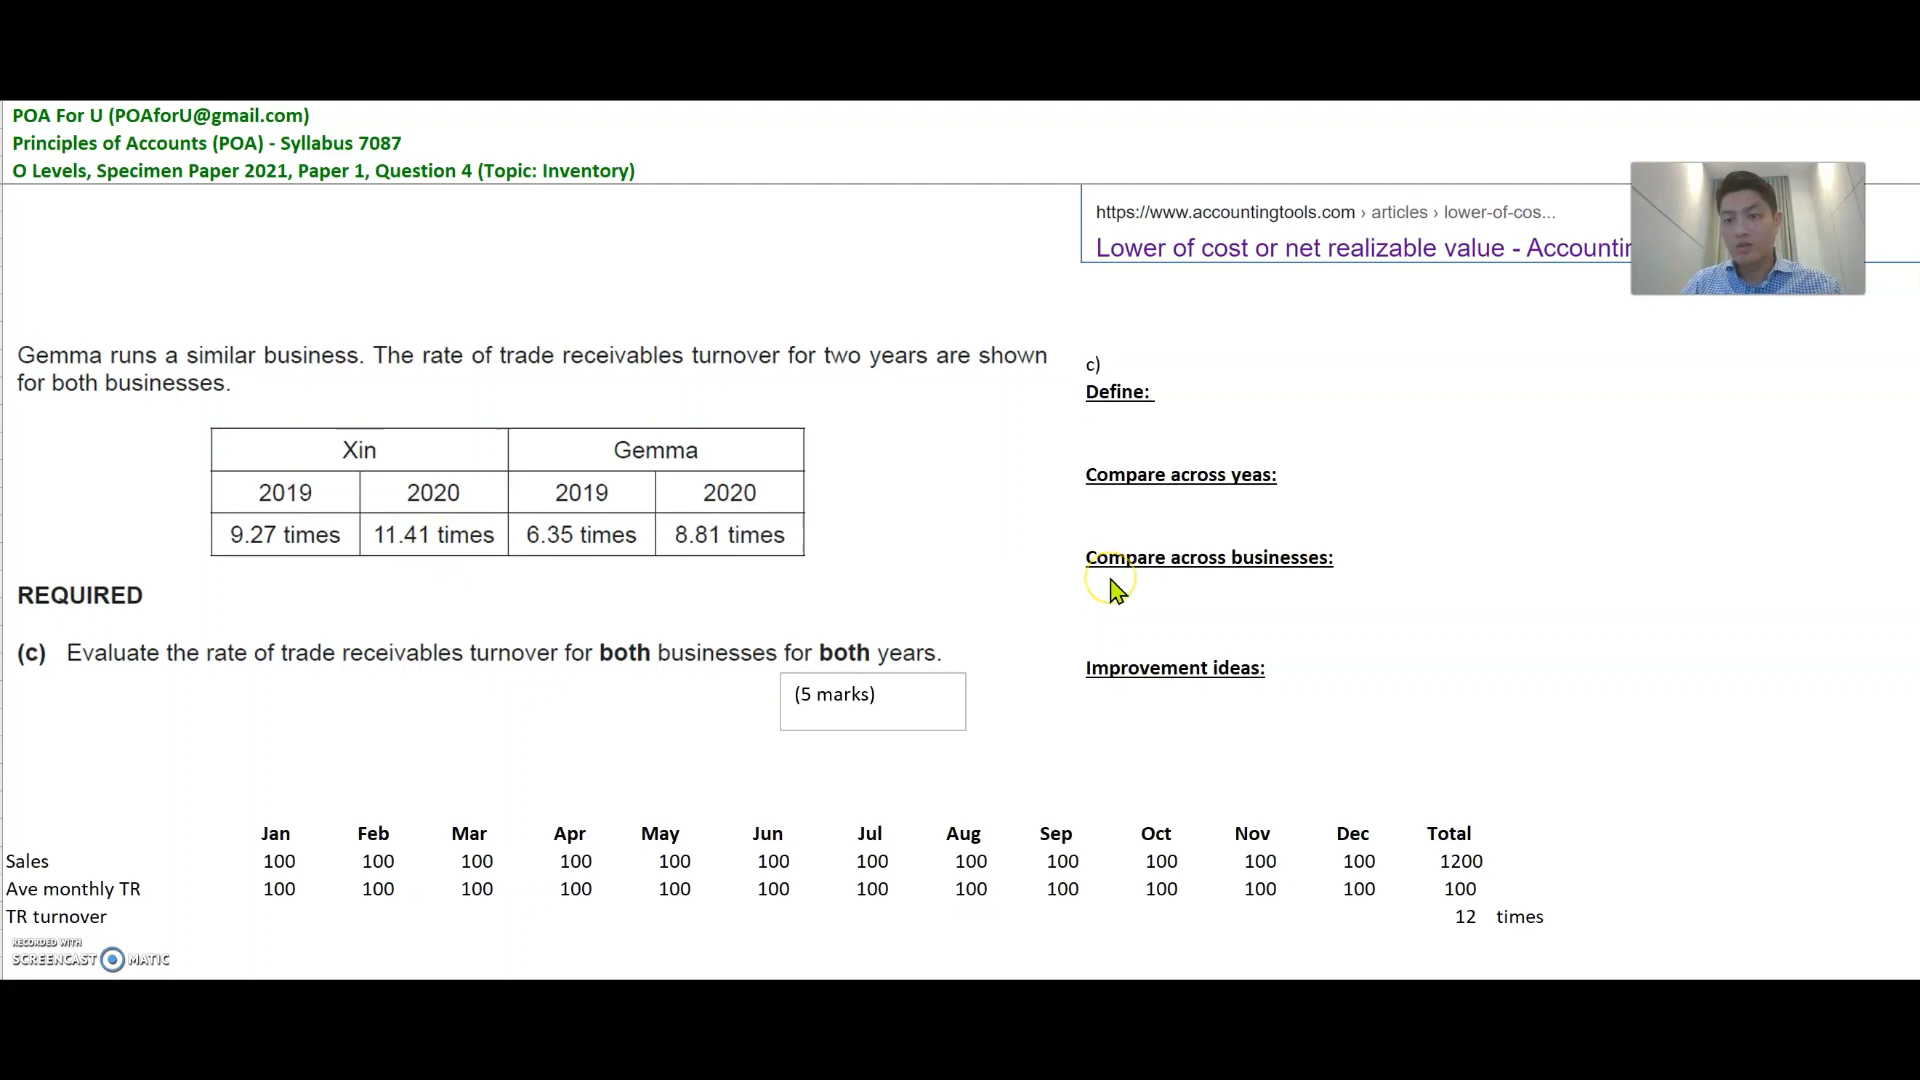 POA For U (POAforU@gmail.com)
Principles of Accounts (POA) - Syllabus 7087
O Levels, Specimen Paper 2021, Paper 1, Question 4 (Topic: Inventory)
https://www.accountingtools.com › articles › lower-of-cos...
Lower of cost or net realizable value - Accountin
Gemma runs a similar business. The rate of trade receivables turnover for two years are shown
for both businesses.
Xin Gemma
2019 2020 2019 2020
9.27 times 11.41 times 6.35 times 8.81 times
REQUIRED
(c) Evaluate the rate of trade receivables turnover for both businesses for both years.
(5 marks)
c)
Define:
Compare across yeas:
Compare across businesses:
Improvement ideas:
Jan Feb Mar Apr May Jun Jul Aug Sep Oct Nov Dec Total
Sales 100 100 100 100 100 100 100 100 100 100 100 100 1200
Ave monthly TR 100 100 100 100 100 100 100 100 100 100 100 100 100
TR turnover 12 times
RECORDED WITH
SCREENCAST MATIC